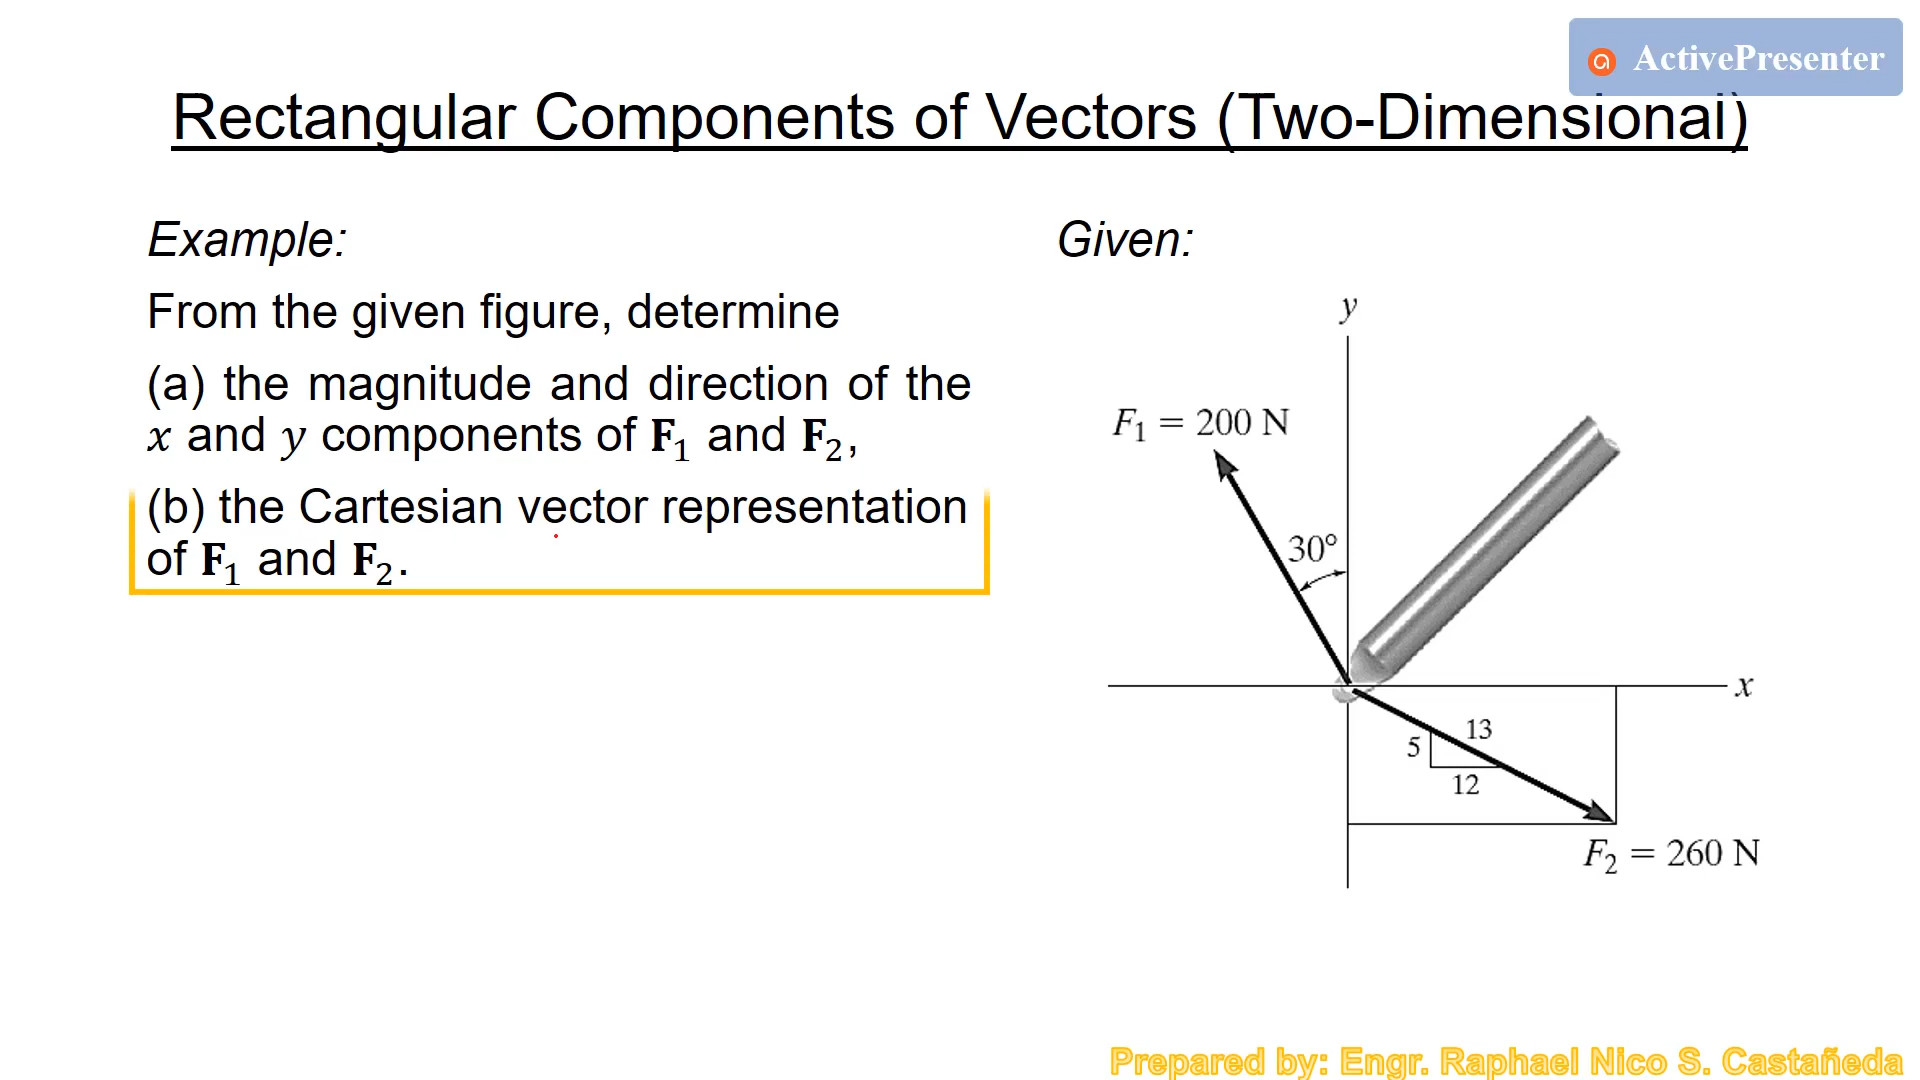 ActivePresenter
Rectangular Components of Vectors (Two-Dimensional)
Example:
From the given figure, determine
(a) the magnitude and direction of the
x and y components of F₁ and F₂,
(b) the Cartesian vector representation
of F₁ and F₂.
Given:
y
F₁ = 200 N
30°
x
13
5
12
F₂ = 260 N
Prepared by: Engr. Raphael Nico S. Castañeda